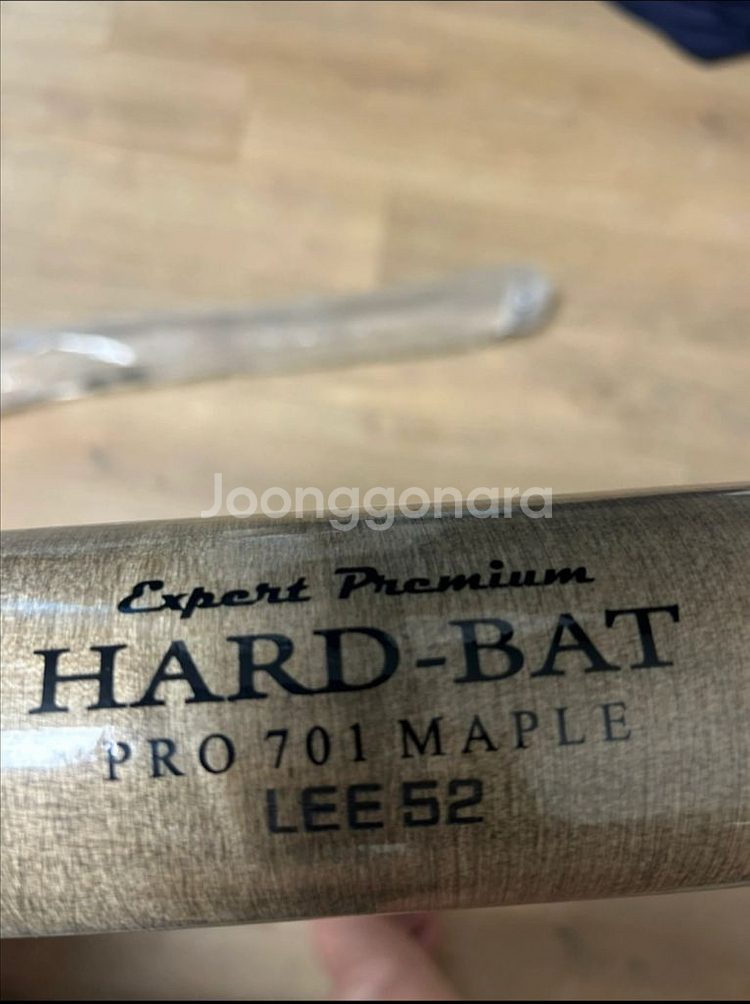 Joonggonara
Expert Premium
HARD-BAT
PRO 701 MAPLE
LEE 52